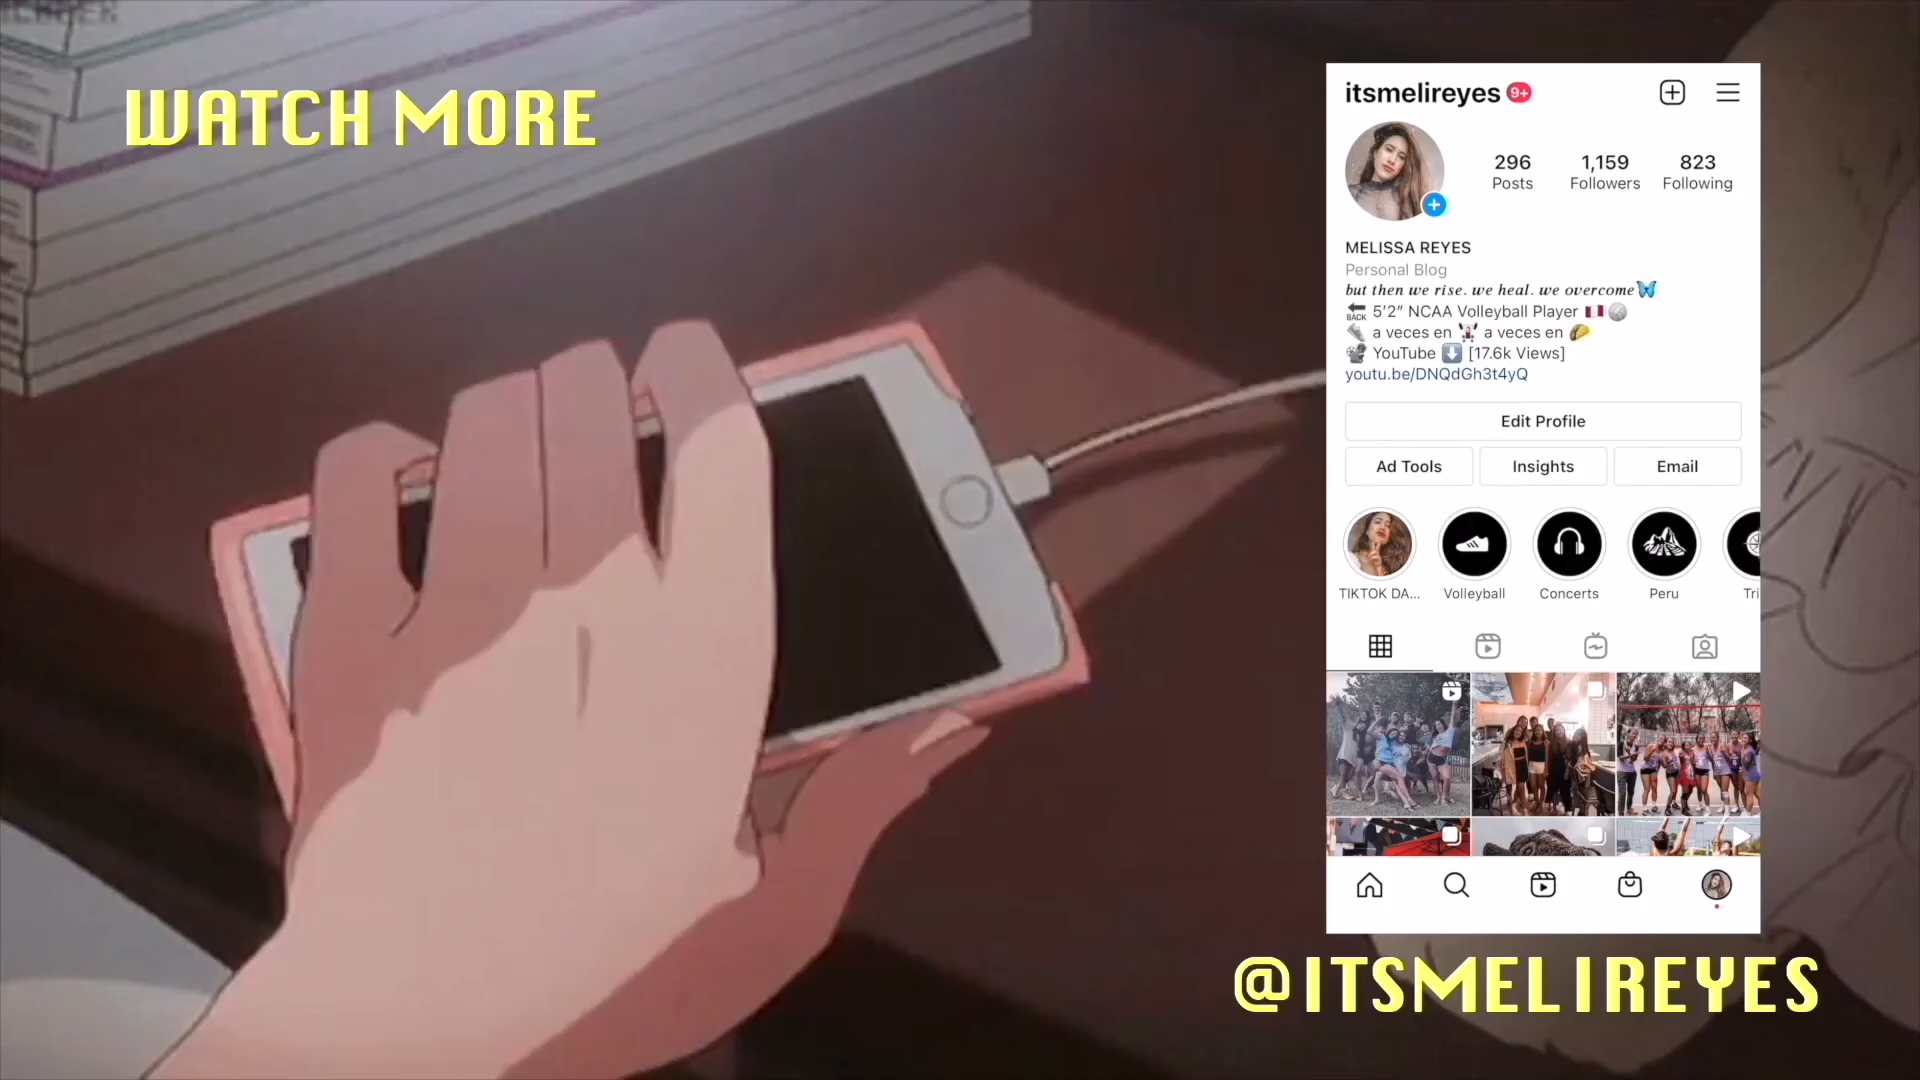 WATCH MORE
itsmelireyes 9+
296 1,159 823
Posts Followers Following
MELISSA REYES
Personal Blog
but then we rise. we heal. we overcome🦋
🔙 5'2" NCAA Volleyball Player 🇵🇪🏐
👟 a veces en 🏋🏻‍♀️ a veces en 🌮
📽 YouTube ⬇️ [17.6k Views]
youtu.be/DNQdGh3t4yQ
Edit Profile
Ad Tools Insights Email
TIKTOK DA... Volleyball Concerts Peru Tri
@ITSMELIREYES